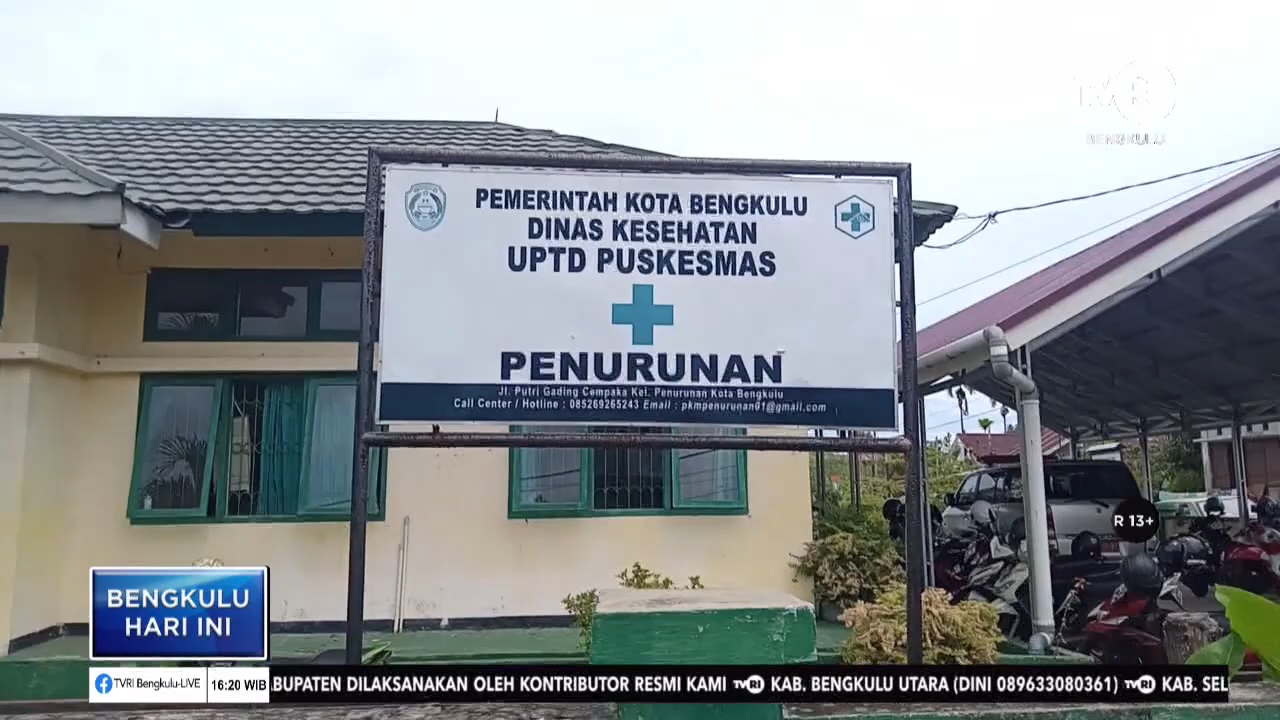 TVRI
BENGKULU
PEMERINTAH KOTA BENGKULU
DINAS KESEHATAN
UPTD PUSKESMAS
PENURUNAN
Jl. Putri Gading Cempaka Kel. Penurunan Kota Bengkulu
Call Center / Hotline : 085269265243 Email : pkmpenurunan01@gmail.com
R 13+
BENGKULU
HARI INI
TVRI Bengkulu-LIVE
16:20 WIB
ABUPATEN DILAKSANAKAN OLEH KONTRIBUTOR RESMI KAMI TVRI KAB. BENGKULU UTARA (DINI 089633080361) TVRI KAB. SEL